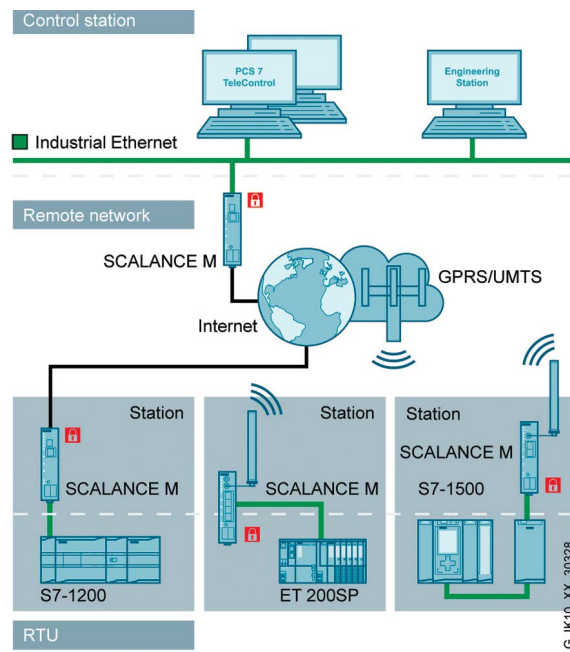 Control station
PCS 7
TeleControl
Engineering
Station
Industrial Ethernet
Remote network
SCALANCE M
GPRS/UMTS
Internet
Station
Station
Station
SCALANCE M
SCALANCE M
SCALANCE M
S7-1500
S7-1200
ET 200SP
RTU
G_IK10_XX_30328